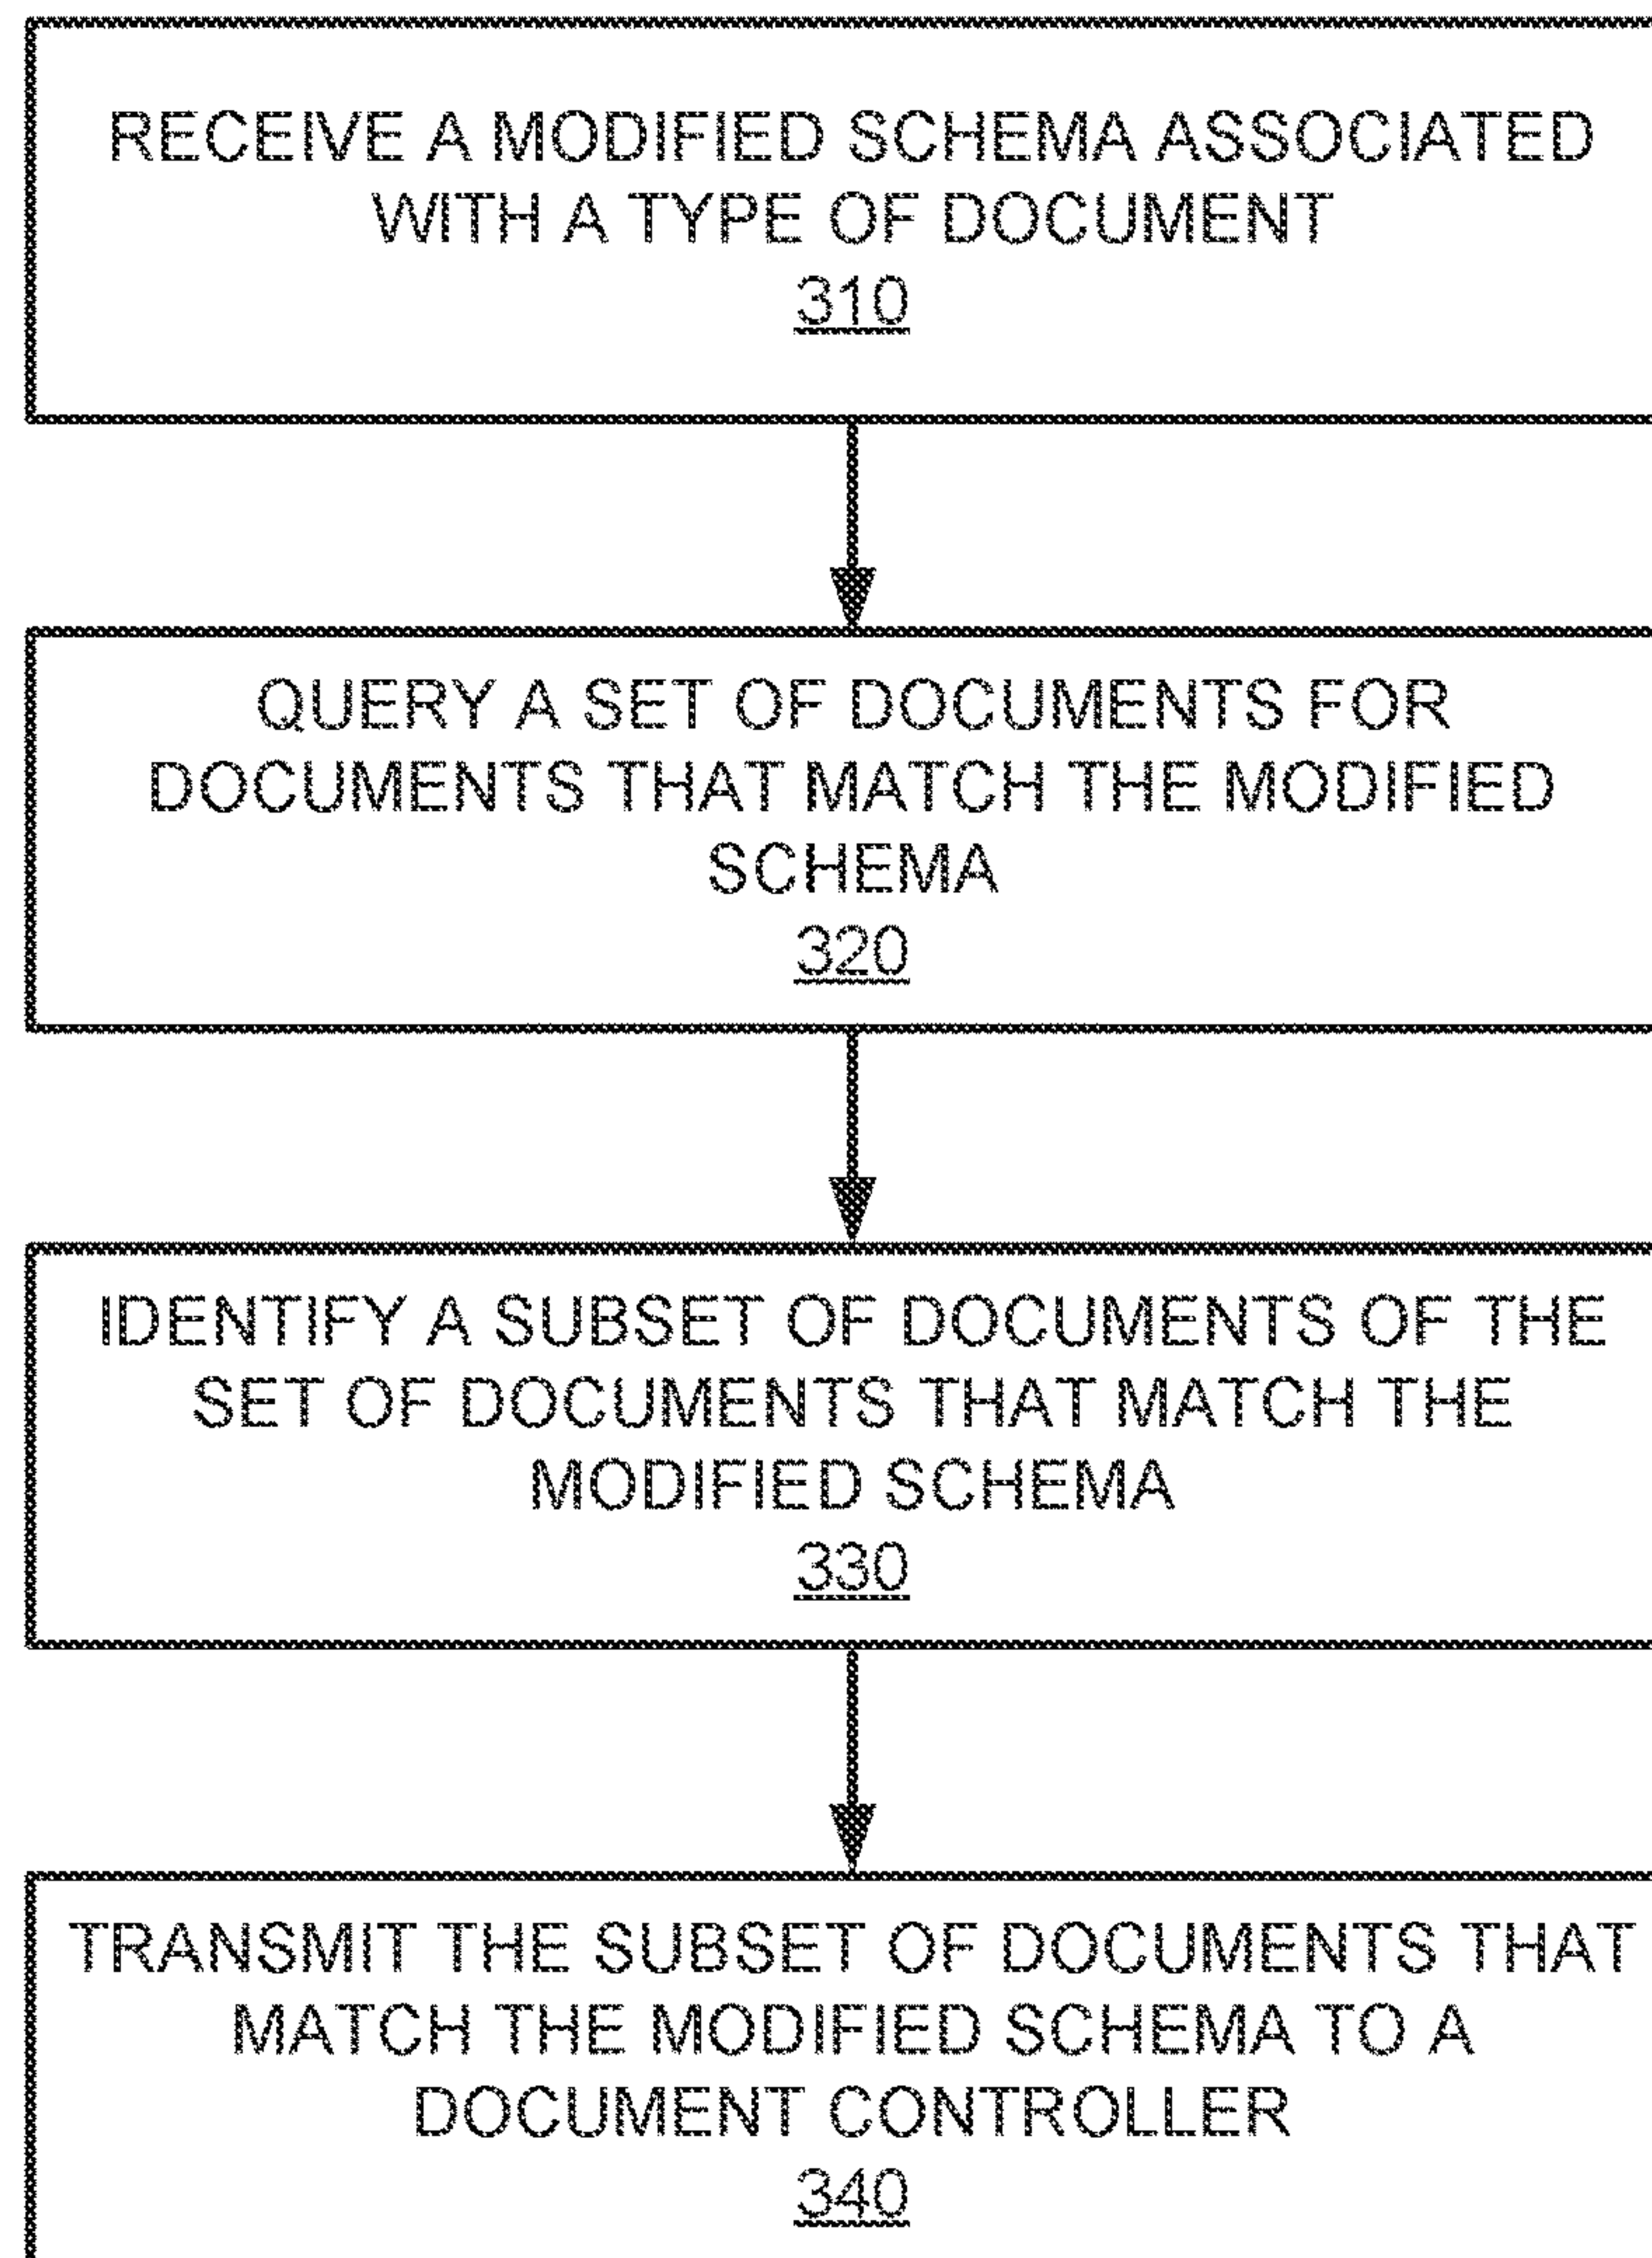 RECEIVE A MODIFIED SCHEMA ASSOCIATED
WITH A TYPE OF DOCUMENT
310
QUERY A SET OF DOCUMENTS FOR
DOCUMENTS THAT MATCH THE MODIFIED
SCHEMA
320
IDENTIFY A SUBSET OF DOCUMENTS OF THE
SET OF DOCUMENTS THAT MATCH THE
MODIFIED SCHEMA
330
TRANSMIT THE SUBSET OF DOCUMENTS THAT
MATCH THE MODIFIED SCHEMA TO A
DOCUMENT CONTROLLER
340